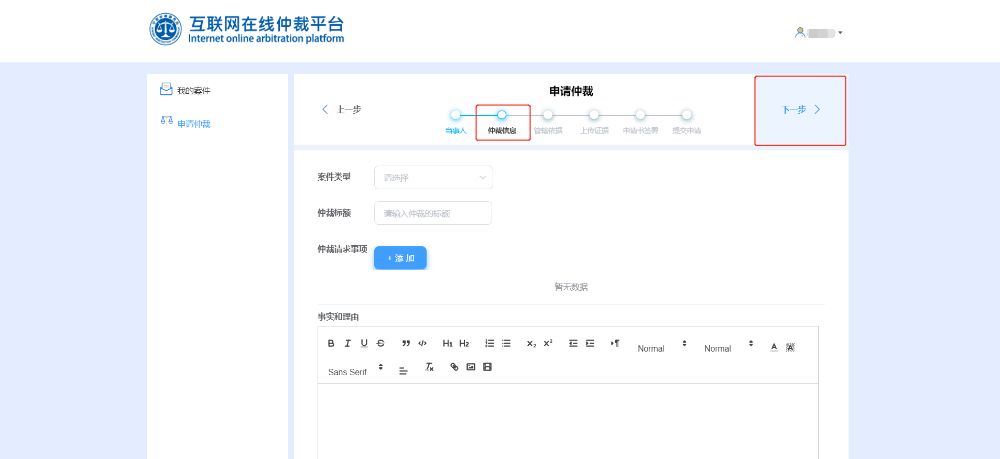 互联网在线仲裁平台
Internet online arbitration platform
我的案件
申请仲裁
申请仲裁
上一步
当事人
仲裁信息
管辖依据
上传证据
申请书签署
提交申请
下一步
案件类型
请选择
仲裁标额
请输入仲裁的标额
仲裁请求事项
+ 添 加
暂无数据
事实和理由
Normal
Normal
Sans Serif